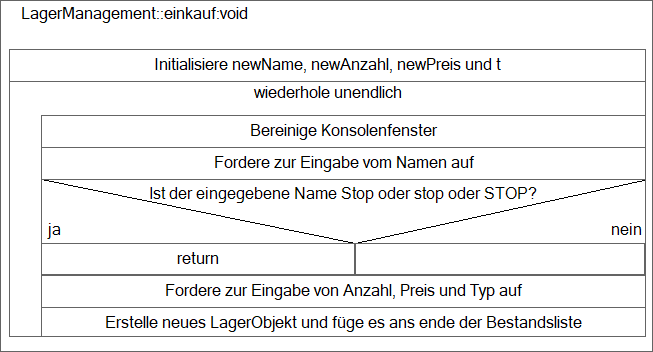 LagerManagement::einkauf:void
Initialisiere newName, newAnzahl, newPreis und t
wiederhole unendlich
Bereinige Konsolenfenster
Fordere zur Eingabe vom Namen auf
Ist der eingegebene Name Stop oder stop oder STOP?
ja
nein
return
Fordere zur Eingabe von Anzahl, Preis und Typ auf
Erstelle neues LagerObjekt und füge es ans ende der Bestandsliste